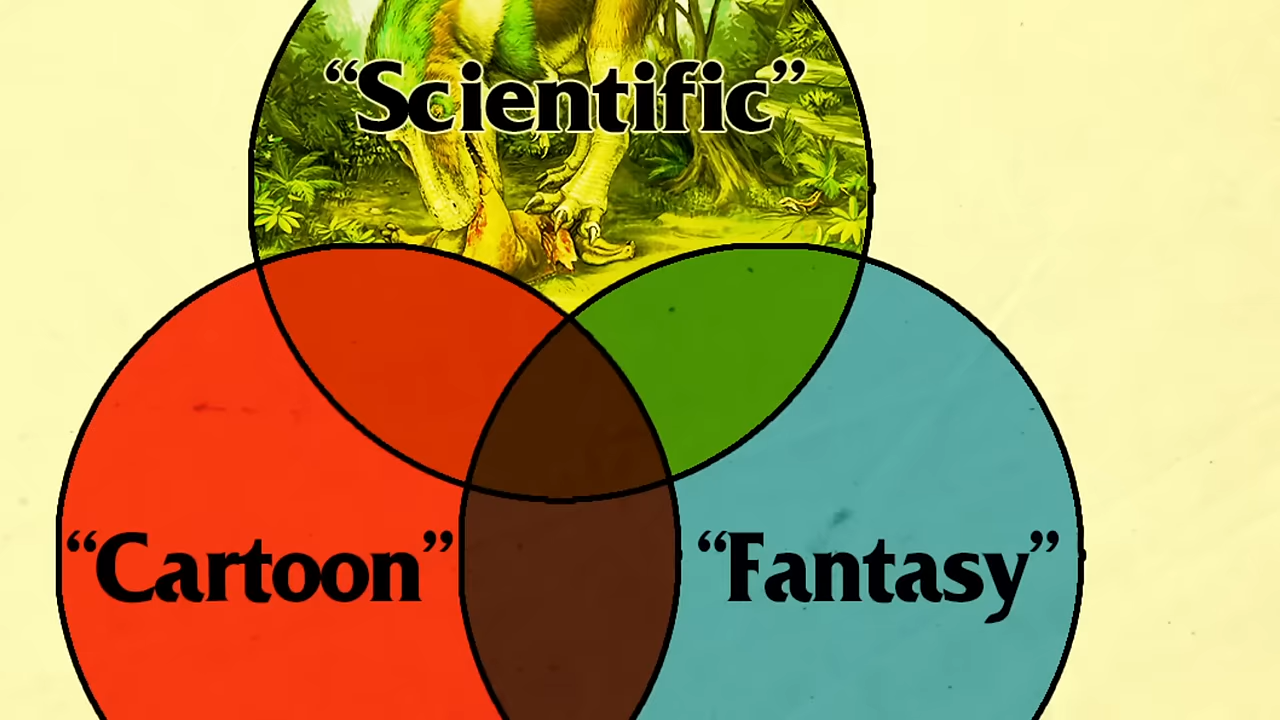 “Scientific”
“Cartoon”
“Fantasy”